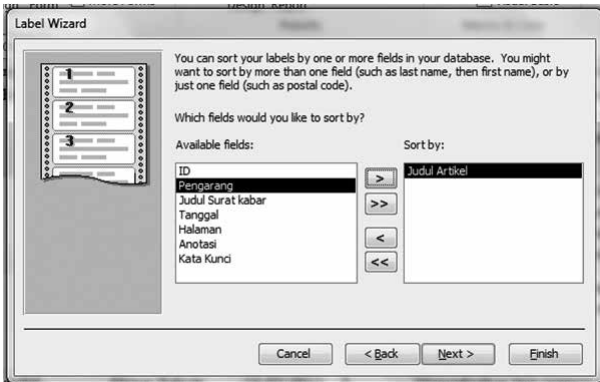 Label Wizard
You can sort your labels by one or more fields in your database. You might
want to sort by more than one field (such as last name, then first name), or by
just one field (such as postal code).
Which fields would you like to sort by?
Available fields:
Sort by:
ID
Pengarang
Judul Surat kabar
Tanggal
Halaman
Anotasi
Kata Kunci
>
>>
<
<<
Judul Artikel
1
2
3
Cancel
< Back
Next >
Finish